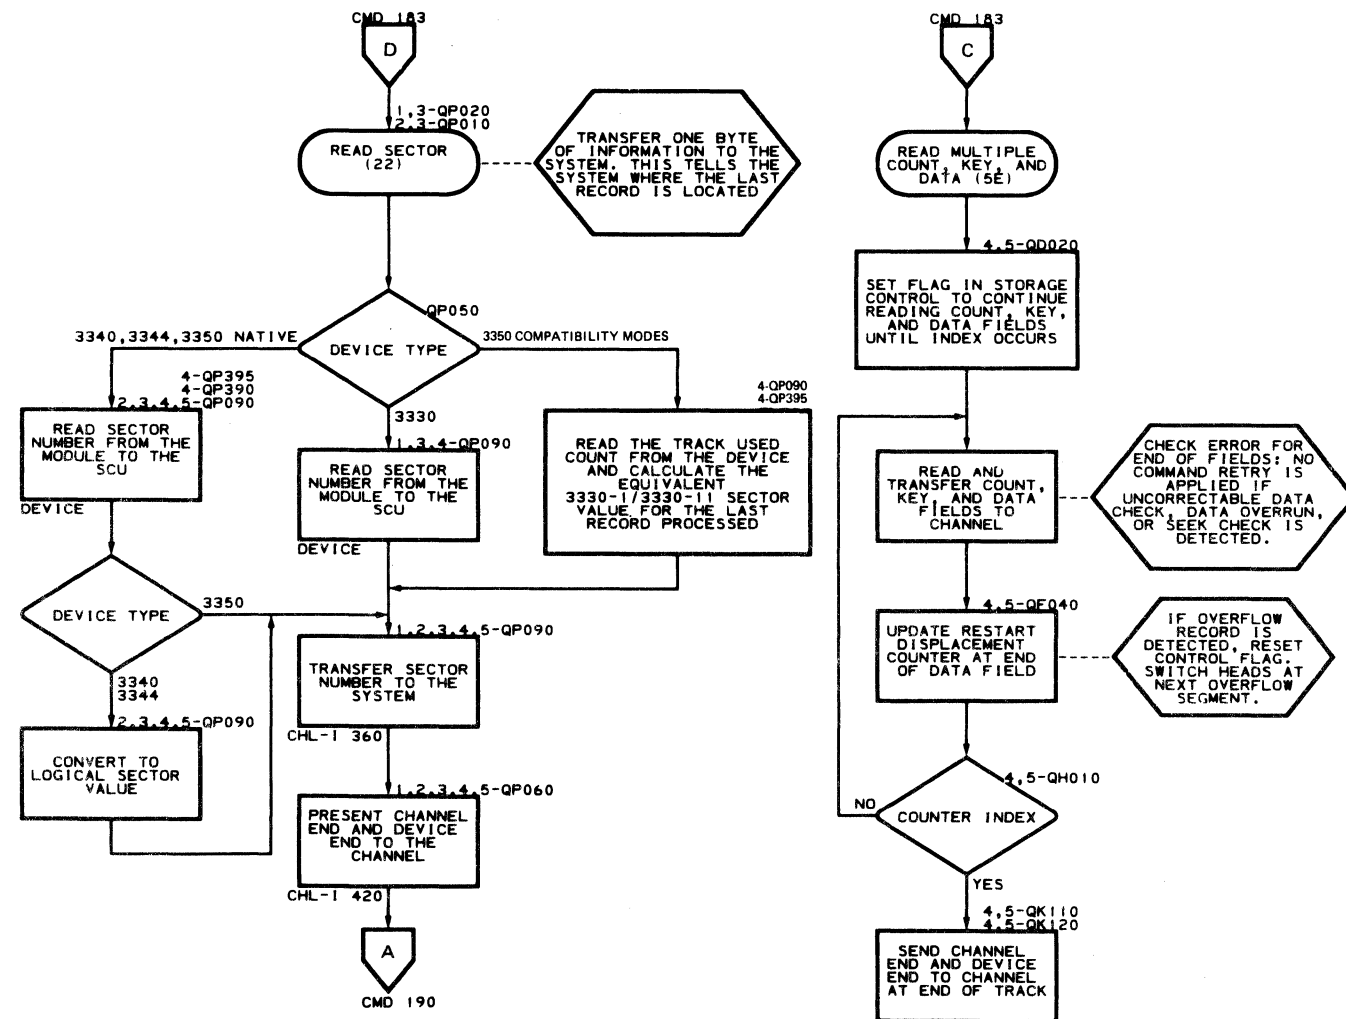 CMD 183
D
1,3-QP020
2,3-QP010
READ SECTOR
(22)
TRANSFER ONE BYTE
OF INFORMATION TO THE
SYSTEM. THIS TELLS THE
SYSTEM WHERE THE LAST
RECORD IS LOCATED
QP050
DEVICE TYPE
3340,3344,3350 NATIVE
3350 COMPATIBILITY MODES
3330
4-QP395
4-QP390
2,3,4,5-QP090
READ SECTOR
NUMBER FROM THE
MODULE TO THE
SCU
DEVICE
1,3,4-QP090
READ SECTOR
NUMBER FROM THE
MODULE TO THE
SCU
DEVICE
4-QP090
4-QP395
READ THE TRACK USED
COUNT FROM THE DEVICE
AND CALCULATE THE
EQUIVALENT
3330-1/3330-11 SECTOR
VALUE FOR THE LAST
RECORD PROCESSED
DEVICE TYPE
3350
3340
3344
2,3,4,5-QP090
CONVERT TO
LOGICAL SECTOR
VALUE
1,2,3,4,5-QP090
TRANSFER SECTOR
NUMBER TO THE
SYSTEM
CHL-I 360
1,2,3,4,5-QP060
PRESENT CHANNEL
END AND DEVICE
END TO THE
CHANNEL
CHL-I 420
A
CMD 190
CMD 183
C
READ MULTIPLE
COUNT, KEY, AND
DATA (5E)
4,5-QD020
SET FLAG IN STORAGE
CONTROL TO CONTINUE
READING COUNT, KEY,
AND DATA FIELDS
UNTIL INDEX OCCURS
READ AND
TRANSFER COUNT,
KEY, AND DATA
FIELDS TO
CHANNEL
CHECK ERROR FOR
END OF FIELDS: NO
COMMAND RETRY IS
APPLIED IF
UNCORRECTABLE DATA
CHECK, DATA OVERRUN,
OR SEEK CHECK IS
DETECTED.
4,5-QF040
UPDATE RESTART
DISPLACEMENT
COUNTER AT END
OF DATA FIELD
IF OVERFLOW
RECORD IS
DETECTED, RESET
CONTROL FLAG.
SWITCH HEADS AT
NEXT OVERFLOW
SEGMENT.
4,5-QH010
COUNTER INDEX
NO
YES
4,5-QK110
4,5-QK120
SEND CHANNEL
END AND DEVICE
END TO CHANNEL
AT END OF TRACK